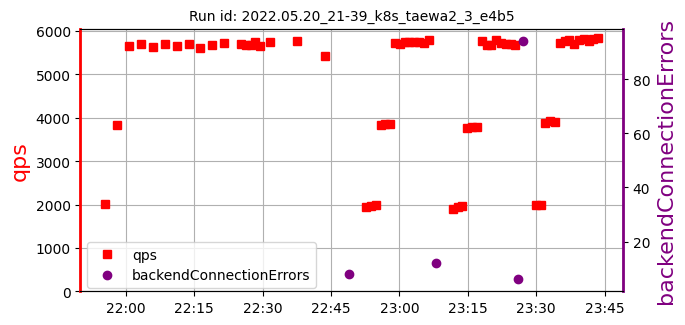 Run id: 2022.05.20_21-39_k8s_taewa2_3_e4b5
6000
5000
4000
3000
2000
1000
0
qps
80
60
40
20
backendConnectionErrors
qps
backendConnectionErrors
22:00 22:15 22:30 22:45 23:00 23:15 23:30 23:45